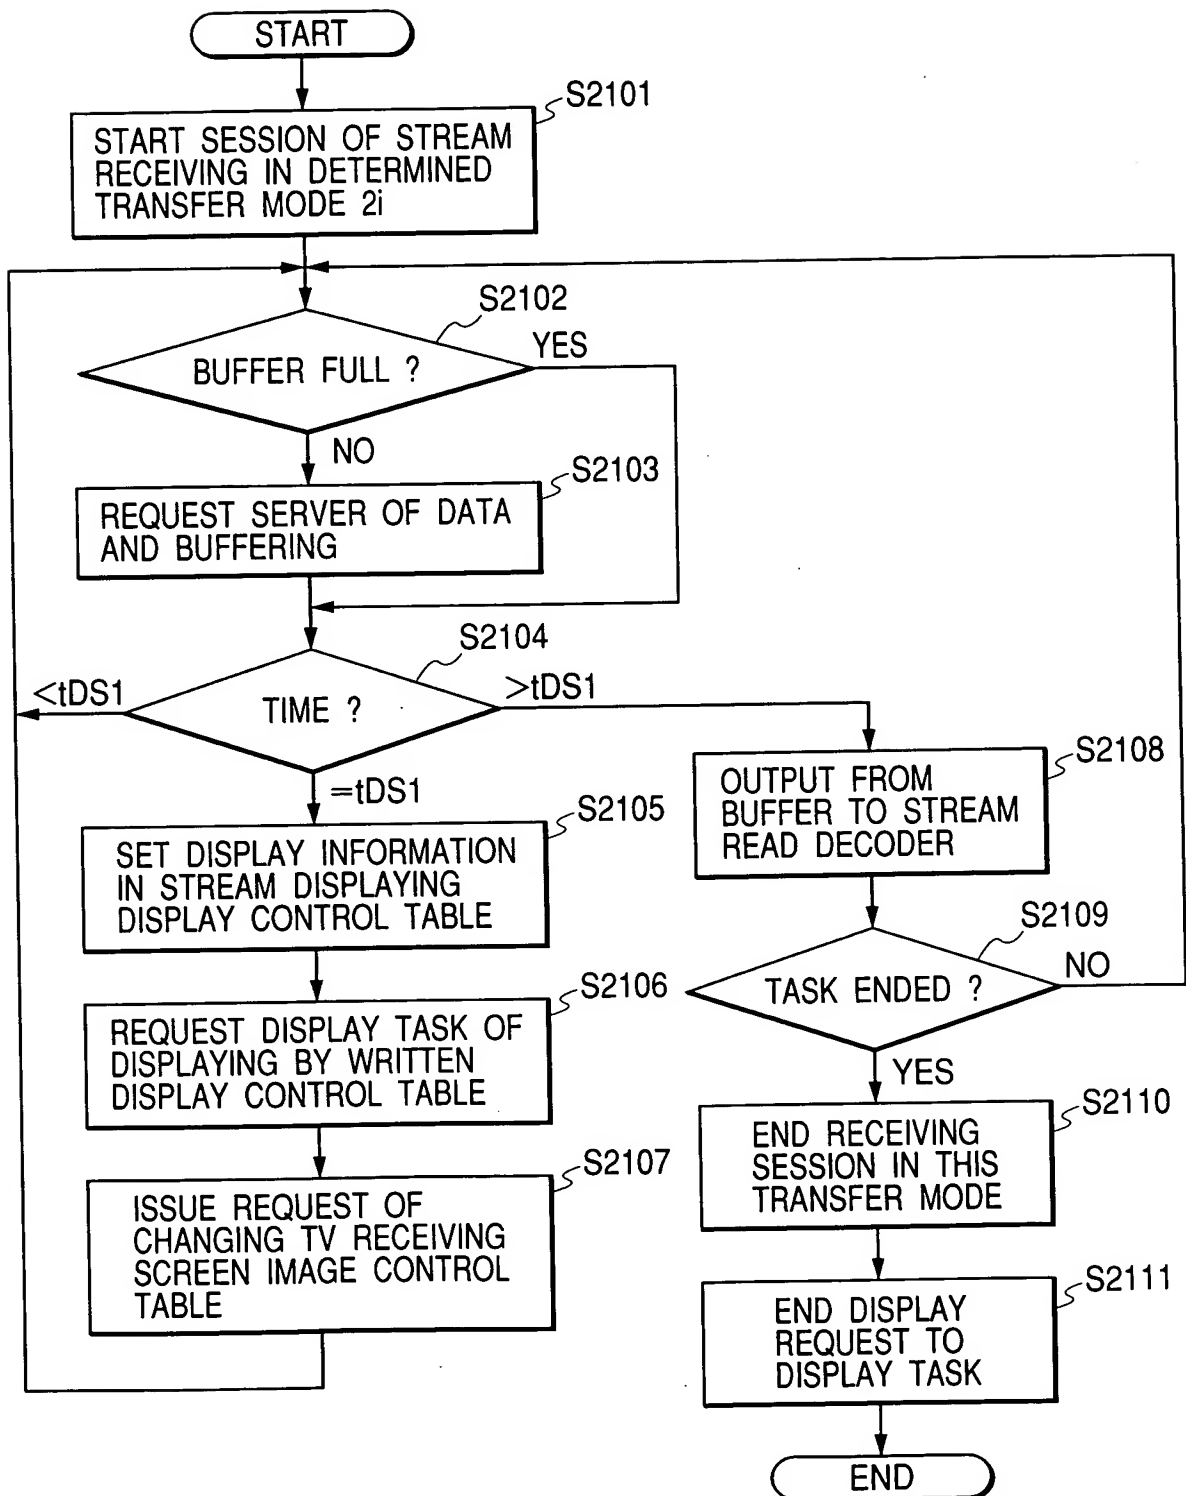 START
S2101
START SESSION OF STREAM
RECEIVING IN DETERMINED
TRANSFER MODE 2i
S2102
BUFFER FULL ?
YES
NO
S2103
REQUEST SERVER OF DATA
AND BUFFERING
S2104
TIME ?
<tDS1
>tDS1
=tDS1
S2105
SET DISPLAY INFORMATION
IN STREAM DISPLAYING
DISPLAY CONTROL TABLE
S2106
REQUEST DISPLAY TASK OF
DISPLAYING BY WRITTEN
DISPLAY CONTROL TABLE
S2107
ISSUE REQUEST OF
CHANGING TV RECEIVING
SCREEN IMAGE CONTROL
TABLE
S2108
OUTPUT FROM
BUFFER TO STREAM
READ DECODER
S2109
TASK ENDED ?
NO
YES
S2110
END RECEIVING
SESSION IN THIS
TRANSFER MODE
S2111
END DISPLAY
REQUEST TO
DISPLAY TASK
END